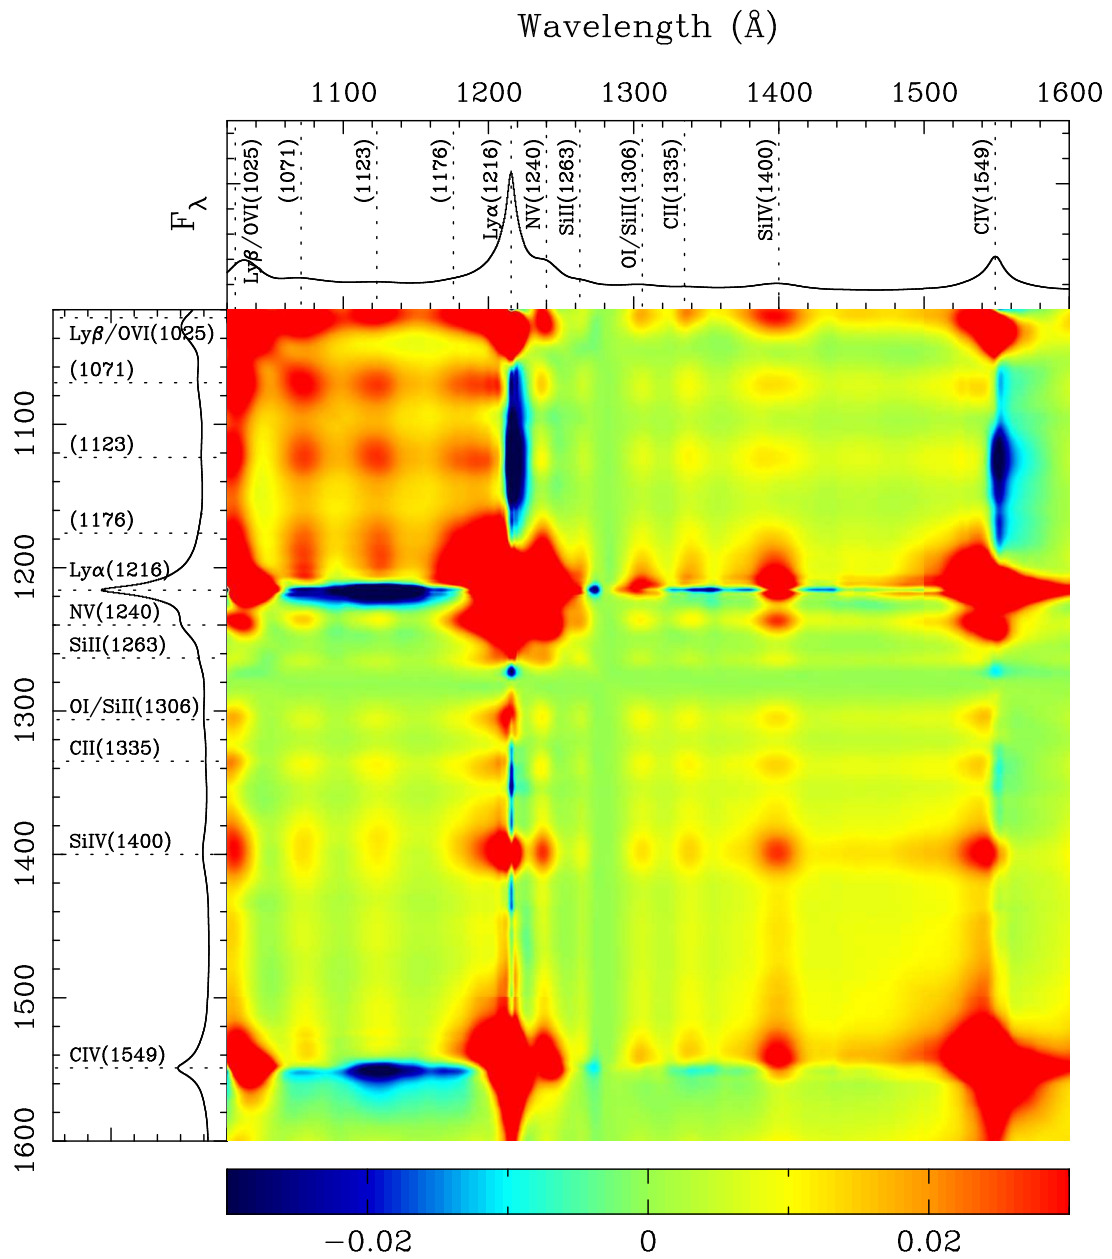 Wavelength (Å)
1100 1200 1300 1400 1500 1600
Fλ
Lyβ/OVI(1025)
(1071)
(1123)
(1176)
Lyα(1216)
NV(1240)
SiII(1263)
OI/SiII(1306)
CII(1335)
SiIV(1400)
CIV(1549)
Lyβ/OVI(1025)
(1071)
(1123)
(1176)
Lyα(1216)
NV(1240)
SiII(1263)
OI/SiII(1306)
CII(1335)
SiIV(1400)
CIV(1549)
1100
1200
1300
1400
1500
1600
−0.02 0 0.02